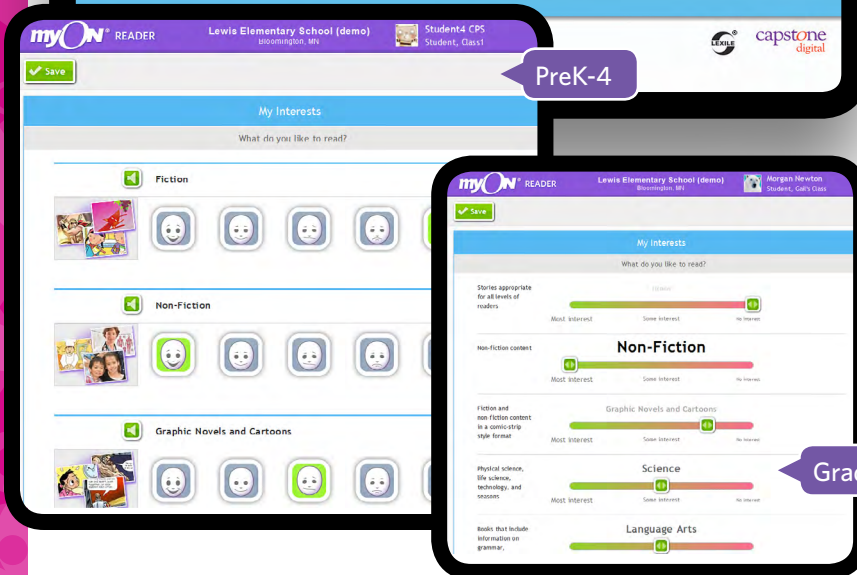 LEXILE®
capstone
digital
myON® READER
Lewis Elementary School (demo)
Bloomington, MN
Student4 CPS
Student, Class1
Save
PreK-4
My Interests
What do you like to read?
Fiction
Non-Fiction
Graphic Novels and Cartoons
myON® READER
Lewis Elementary School (demo)
Bloomington, MN
Morgan Newton
Student, Gail's Class
Save
My Interests
What do you like to read?
Stories appropriate
for all levels of
readers
Fiction
Most interest Some interest No interest
Non-fiction content
Non-Fiction
Most interest Some interest No interest
Fiction and
non-fiction content
in a comic-strip
style format
Graphic Novels and Cartoons
Most interest Some interest No interest
Physical science,
life science,
technology, and
seasons
Science
Most interest Some interest No interest
Books that include
information on
grammar,
Language Arts